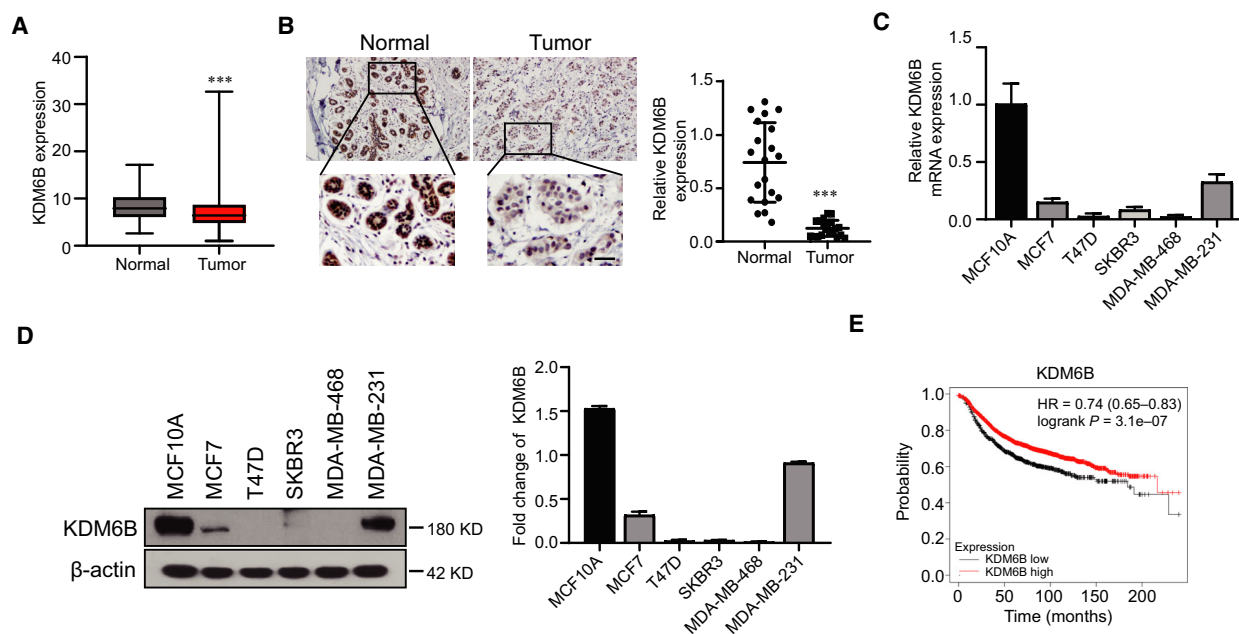 A
KDM6B expression
40
30
20
10
0
***
Normal
Tumor
B
Normal
Tumor
Relative KDM6B
expression
1.5
1.0
0.5
0.0
***
Normal
Tumor
C
Relative KDM6B
mRNA expression
1.5
1.0
0.5
0.0
MCF10A
MCF7
T47D
SKBR3
MDA-MB-468
MDA-MB-231
D
MCF10A
MCF7
T47D
SKBR3
MDA-MB-468
MDA-MB-231
KDM6B
180 KD
β-actin
42 KD
Fold change of KDM6B
2.0
1.5
1.0
0.5
0.0
MCF10A
MCF7
T47D
SKBR3
MDA-MB-468
MDA-MB-231
E
KDM6B
HR = 0.74 (0.65–0.83)
logrank P = 3.1e–07
Probability
1.0
0.8
0.6
0.4
0.2
0.0
Expression
KDM6B low
KDM6B high
0 50 100 150 200
Time (months)